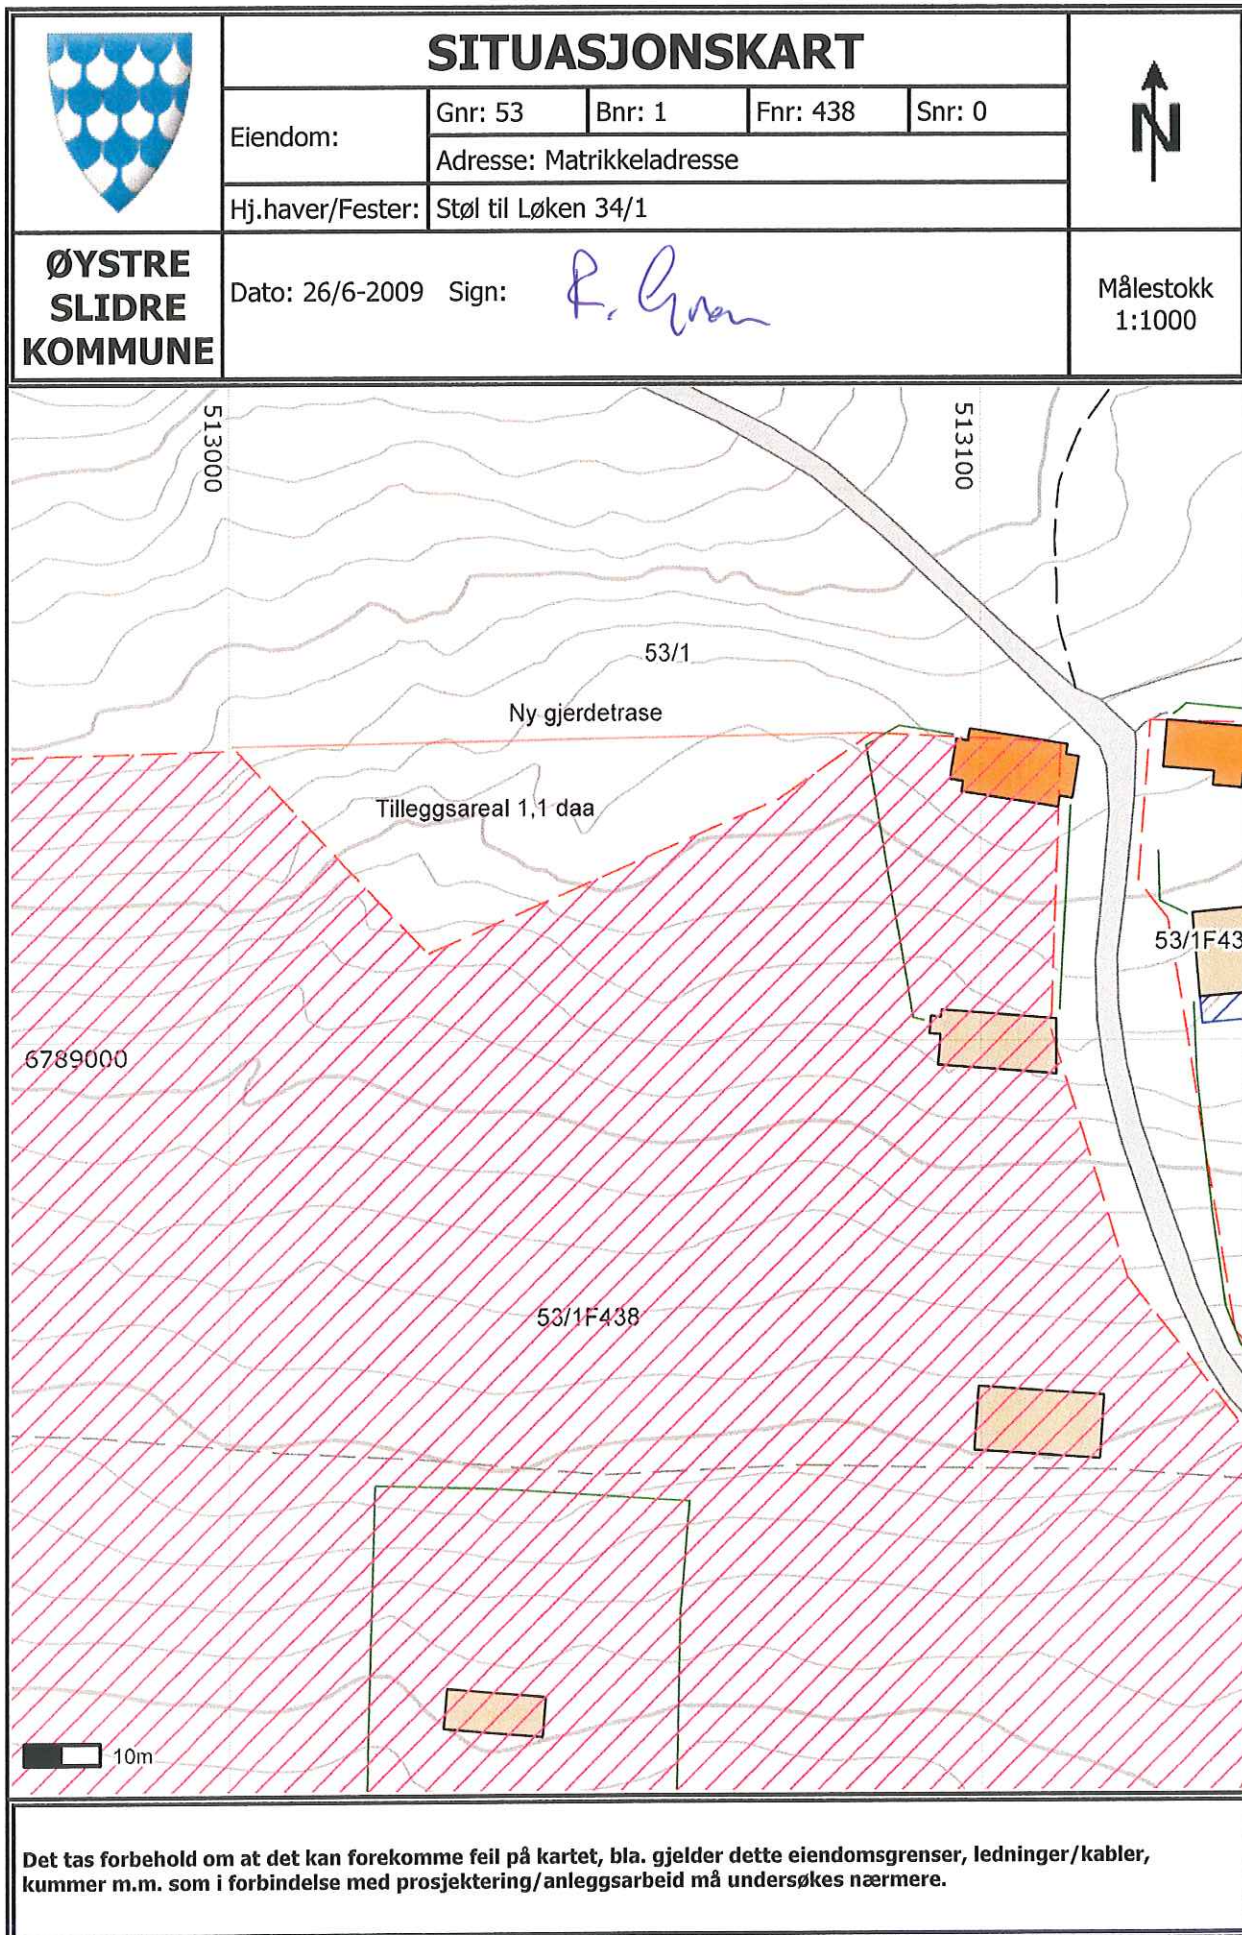 SITUASJONSKART
Eiendom:
Gnr: 53
Bnr: 1
Fnr: 438
Snr: 0
Adresse: Matrikkeladresse
Hj.haver/Fester:
Støl til Løken 34/1
N
ØYSTRE
SLIDRE
KOMMUNE
Dato: 26/6-2009 Sign:
Målestokk
1:1000
513000
513100
53/1
Ny gjerdetrase
Tilleggsareal 1,1 daa
53/1F43
6789000
53/1F438
10m
Det tas forbehold om at det kan forekomme feil på kartet, bla. gjelder dette eiendomsgrenser, ledninger/kabler,
kummer m.m. som i forbindelse med prosjektering/anleggsarbeid må undersøkes nærmere.